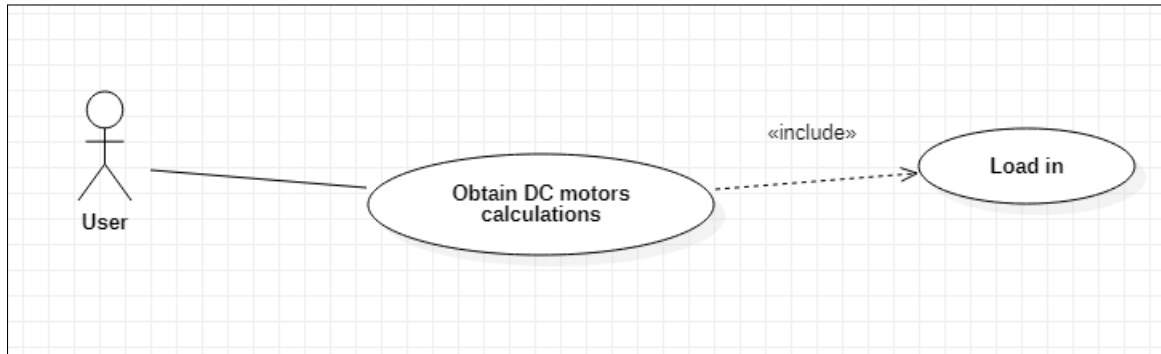 «include»
Load in
Obtain DC motors
calculations
User